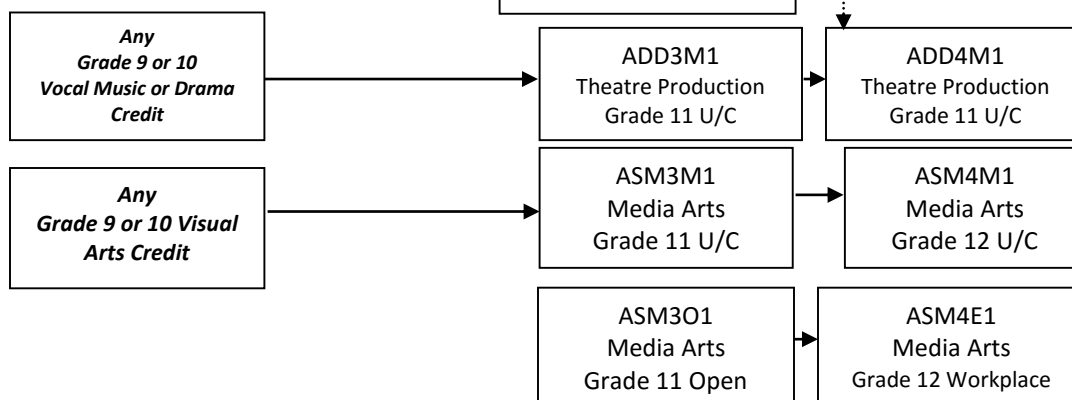 Any
Grade 9 or 10
Vocal Music or Drama
Credit
ADD3M1
Theatre Production
Grade 11 U/C
ADD4M1
Theatre Production
Grade 11 U/C
Any
Grade 9 or 10 Visual
Arts Credit
ASM3M1
Media Arts
Grade 11 U/C
ASM4M1
Media Arts
Grade 12 U/C
ASM3O1
Media Arts
Grade 11 Open
ASM4E1
Media Arts
Grade 12 Workplace